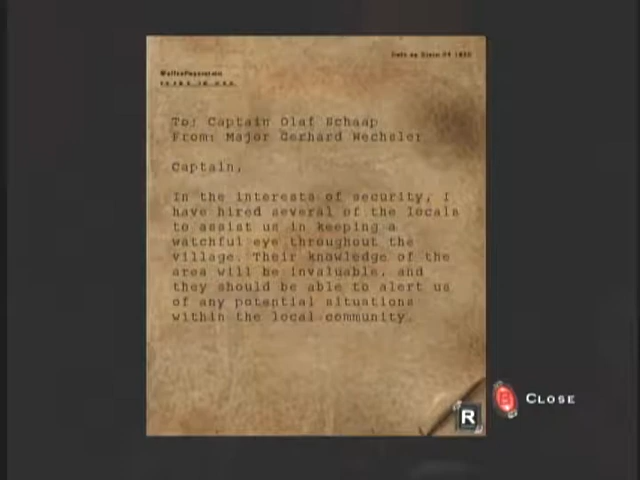 To: Captain Olaf Schaap
From: Major Gerhard Wechsler
Captain,
In the interests of security, I
have hired several of the locals
to assist us in keeping a
watchful eye throughout the
village. Their knowledge of the
area will be invaluable, and
they should be able to alert us
of any potential situations
within the local community.
R
B CLOSE